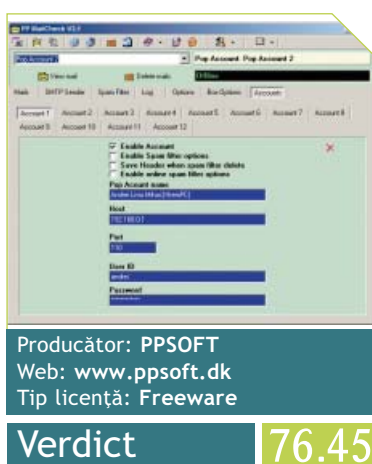 PP MailCheck V3.1
Pop Account 2
Pop Account Pop Account 2
View mail
Delete mails
Offline
Mails SMTP Sender Spam Filter Log Options Box Options Accounts
Account 1 Account 2 Account 3 Account 4 Account 5 Account 6 Account 7 Account 8
Account 9 Account 10 Account 11 Account 12
Enable Account
Enable Spam filter options
Save Header when spam filter delete
Enable online spam filter options
Pop Account name
Host
Port
110
User ID
Password
Producător: PPSOFT
Web: www.ppsoft.dk
Tip licenţă: Freeware
Verdict 76.45